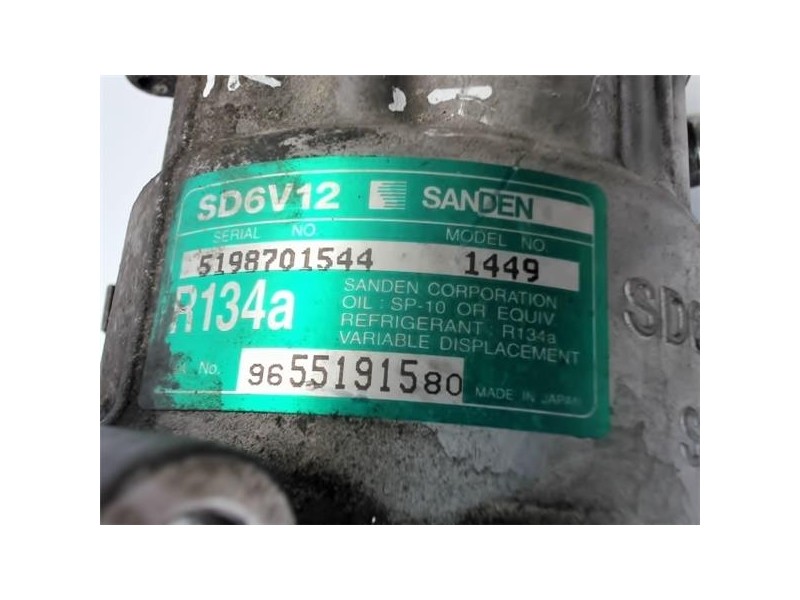 SD6V12 SANDEN
SERIAL NO. MODEL NO.
5198701544 1449
R134a
SANDEN CORPORATION
OIL : SP-10 OR EQUIV
REFRIGERANT : R134a
VARIABLE DISPLACEMENT
No. 9655191580
MADE IN JAPAN